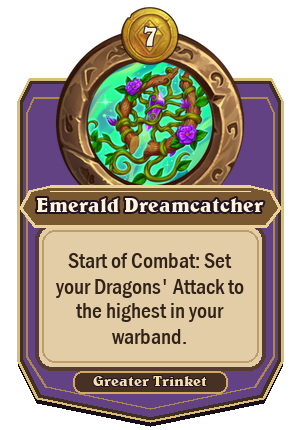 7
Emerald Dreamcatcher
Start of Combat: Set
your Dragons' Attack to
the highest in your
warband.
Greater Trinket